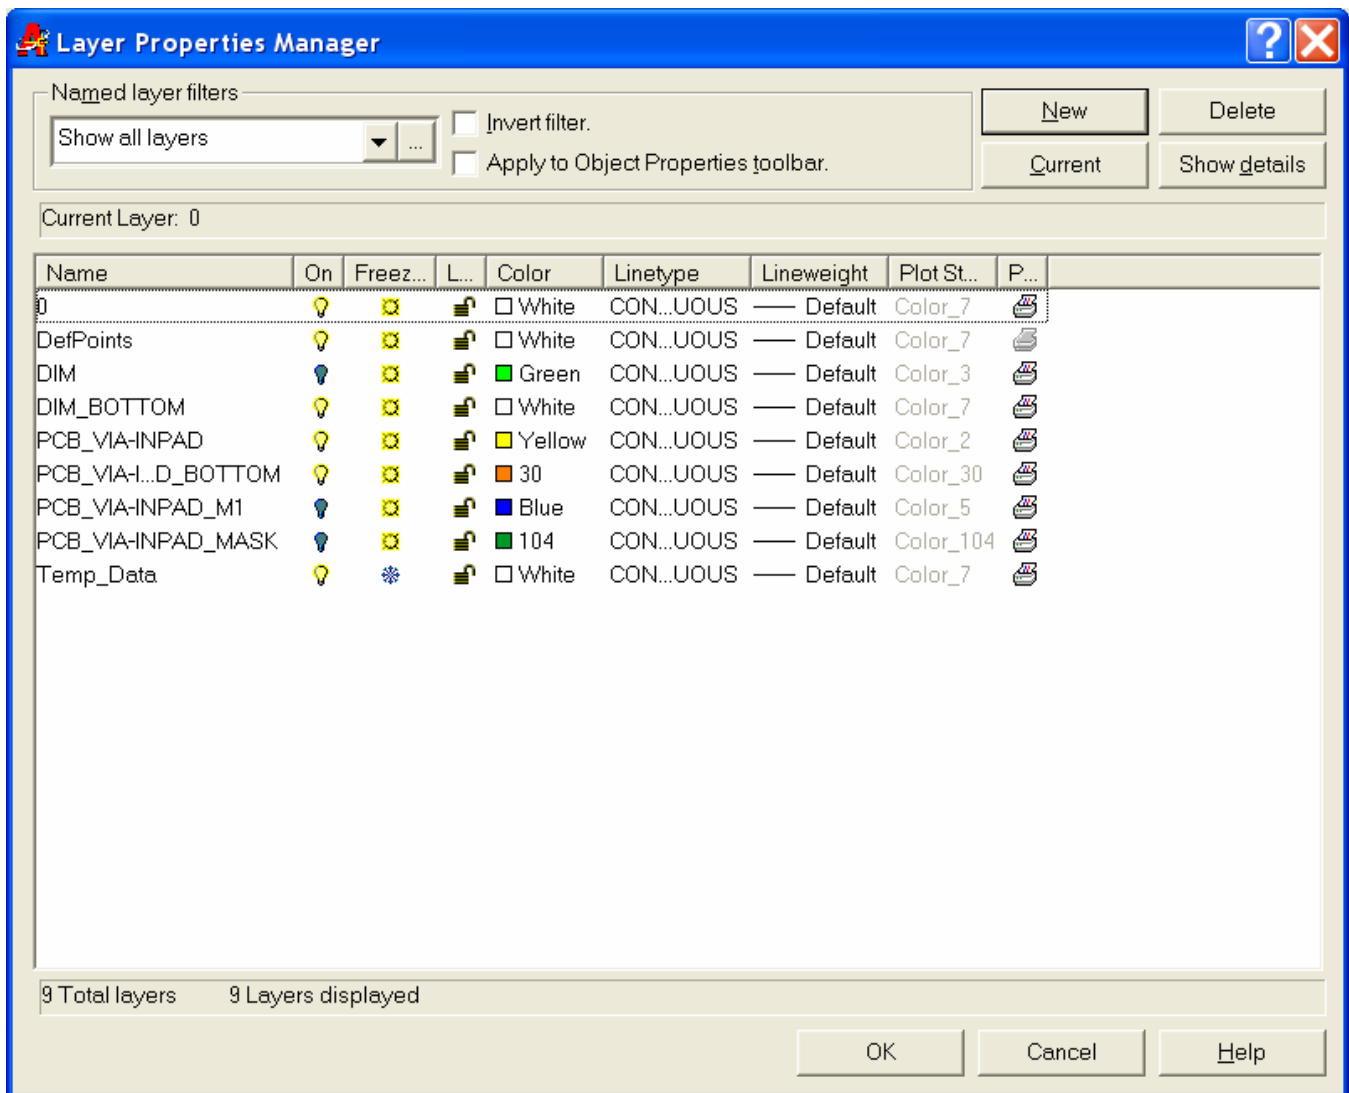 Layer Properties Manager
Named layer filters
Show all layers
...
Invert filter.
Apply to Object Properties toolbar.
New
Delete
Current
Show details
Current Layer: 0
Name On Freez... L... Color Linetype Lineweight Plot St... P...
0 White CON...UOUS Default Color_7
DefPoints White CON...UOUS Default Color_7
DIM Green CON...UOUS Default Color_3
DIM_BOTTOM White CON...UOUS Default Color_7
PCB_VIA-INPAD Yellow CON...UOUS Default Color_2
PCB_VIA-I...D_BOTTOM 30 CON...UOUS Default Color_30
PCB_VIA-INPAD_M1 Blue CON...UOUS Default Color_5
PCB_VIA-INPAD_MASK 104 CON...UOUS Default Color_104
Temp_Data White CON...UOUS Default Color_7
9 Total layers 9 Layers displayed
OK Cancel Help